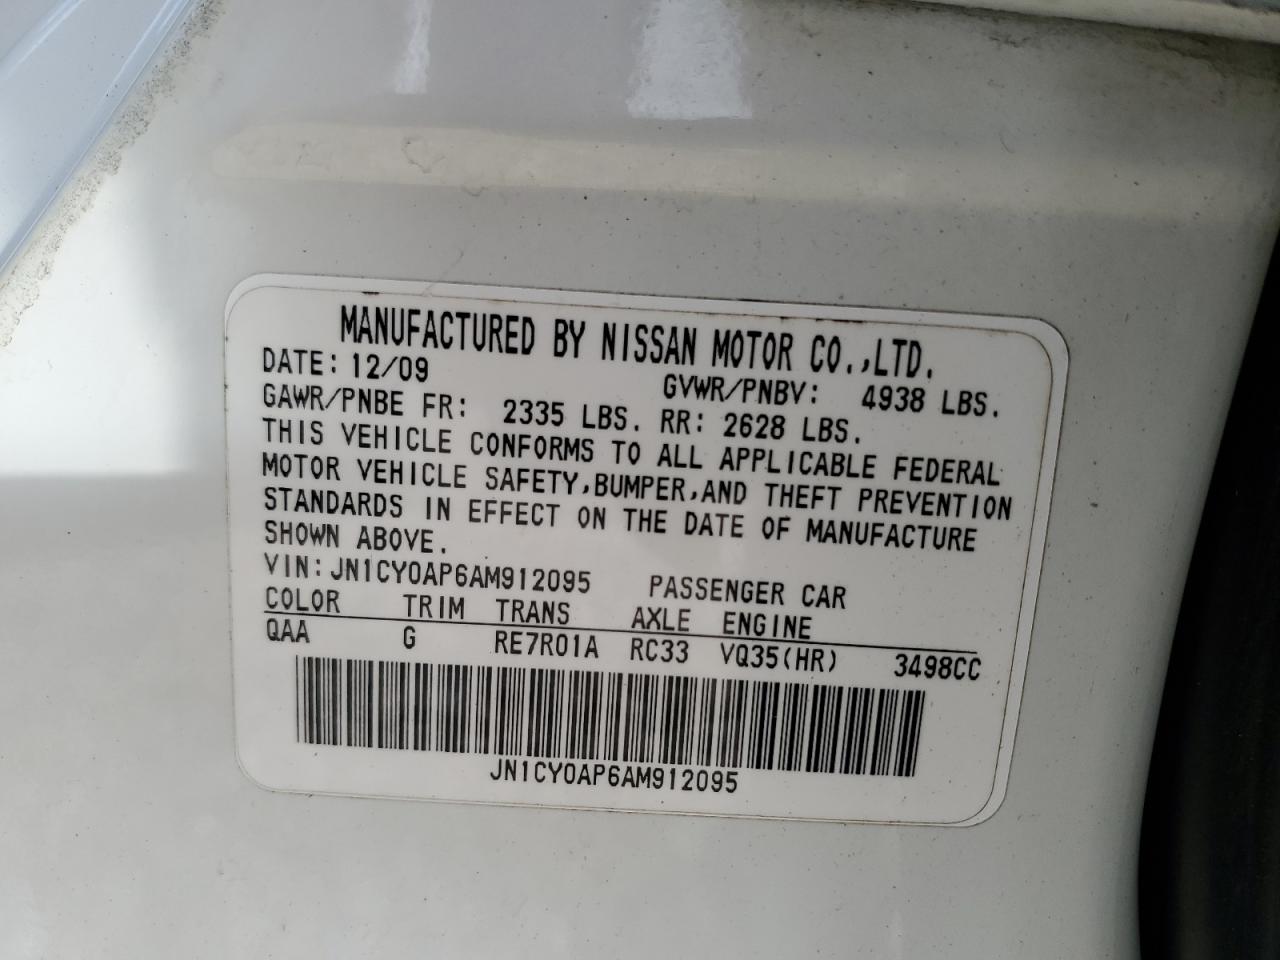 MANUFACTURED BY NISSAN MOTOR CO.,LTD.
DATE: 12/09 GVWR/PNBV: 4938 LBS.
GAWR/PNBE FR: 2335 LBS. RR: 2628 LBS.
THIS VEHICLE CONFORMS TO ALL APPLICABLE FEDERAL
MOTOR VEHICLE SAFETY,BUMPER,AND THEFT PREVENTION
STANDARDS IN EFFECT ON THE DATE OF MANUFACTURE
SHOWN ABOVE.
VIN: JN1CY0AP6AM912095 PASSENGER CAR
COLOR TRIM TRANS AXLE ENGINE
QAA G RE7R01A RC33 VQ35(HR) 3498CC
JN1CY0AP6AM912095